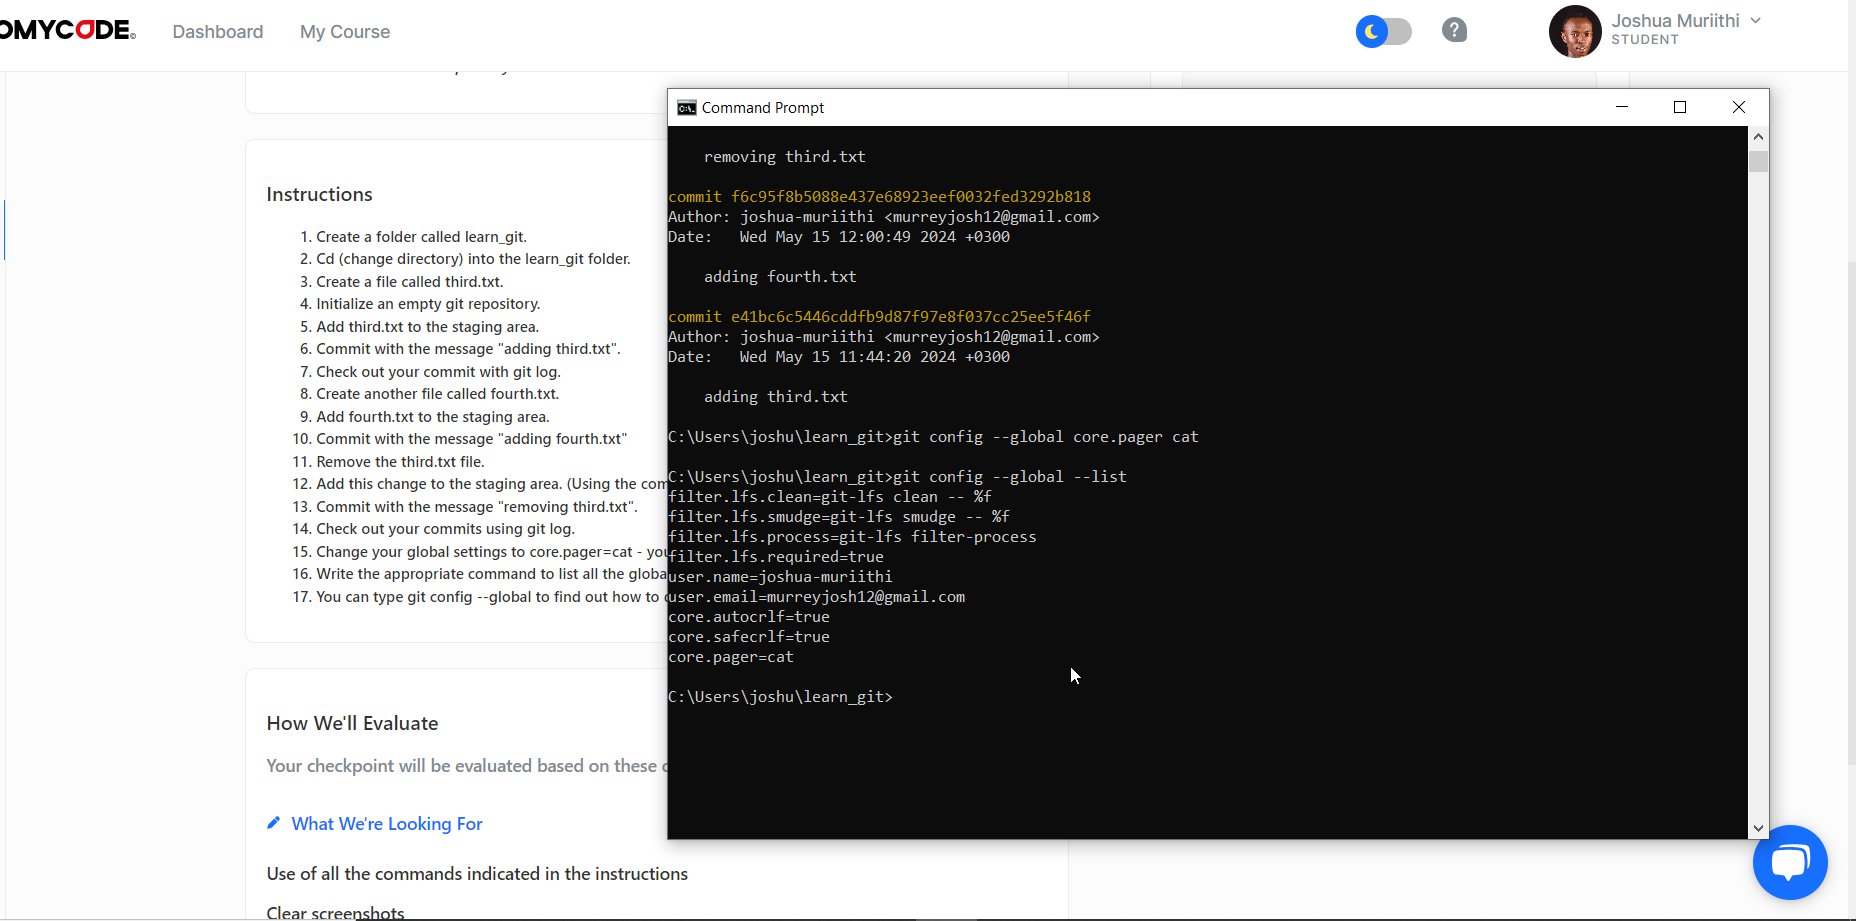 OMYCODE
Dashboard
My Course
Joshua Muriithi
STUDENT
Instructions
1. Create a folder called learn_git.
2. Cd (change directory) into the learn_git folder.
3. Create a file called third.txt.
4. Initialize an empty git repository.
5. Add third.txt to the staging area.
6. Commit with the message "adding third.txt".
7. Check out your commit with git log.
8. Create another file called fourth.txt.
9. Add fourth.txt to the staging area.
10. Commit with the message "adding fourth.txt"
11. Remove the third.txt file.
12. Add this change to the staging area. (Using the com
13. Commit with the message "removing third.txt".
14. Check out your commits using git log.
15. Change your global settings to core.pager=cat - you
16. Write the appropriate command to list all the globa
17. You can type git config --global to find out how to
How We'll Evaluate
Your checkpoint will be evaluated based on these
What We're Looking For
Use of all the commands indicated in the instructions
Clear screenshots
Command Prompt
removing third.txt
commit f6c95f8b5088e437e68923eef0032fed3292b818
Author: joshua-muriithi <murreyjosh12@gmail.com>
Date:   Wed May 15 12:00:49 2024 +0300
adding fourth.txt
commit e41bc6c5446cddfb9d87f97e8f037cc25ee5f46f
Author: joshua-muriithi <murreyjosh12@gmail.com>
Date:   Wed May 15 11:44:20 2024 +0300
adding third.txt
C:\Users\joshu\learn_git>git config --global core.pager cat
C:\Users\joshu\learn_git>git config --global --list
filter.lfs.clean=git-lfs clean -- %f
filter.lfs.smudge=git-lfs smudge -- %f
filter.lfs.process=git-lfs filter-process
filter.lfs.required=true
user.name=joshua-muriithi
user.email=murreyjosh12@gmail.com
core.autocrlf=true
core.safecrlf=true
core.pager=cat
C:\Users\joshu\learn_git>